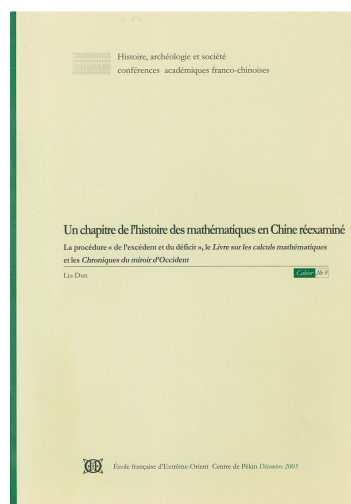 Histoire, archéologie et société
conférences académiques franco-chinoises
Un chapitre de l'histoire des mathématiques en Chine réexaminé
La procédure « de l'excédent et du déficit », le Livre sur les calculs mathématiques
et les Chroniques du miroir d'Occident
Liu Dun
Cahier № 9
École française d'Extrême-Orient Centre de Pékin Décembre 2005